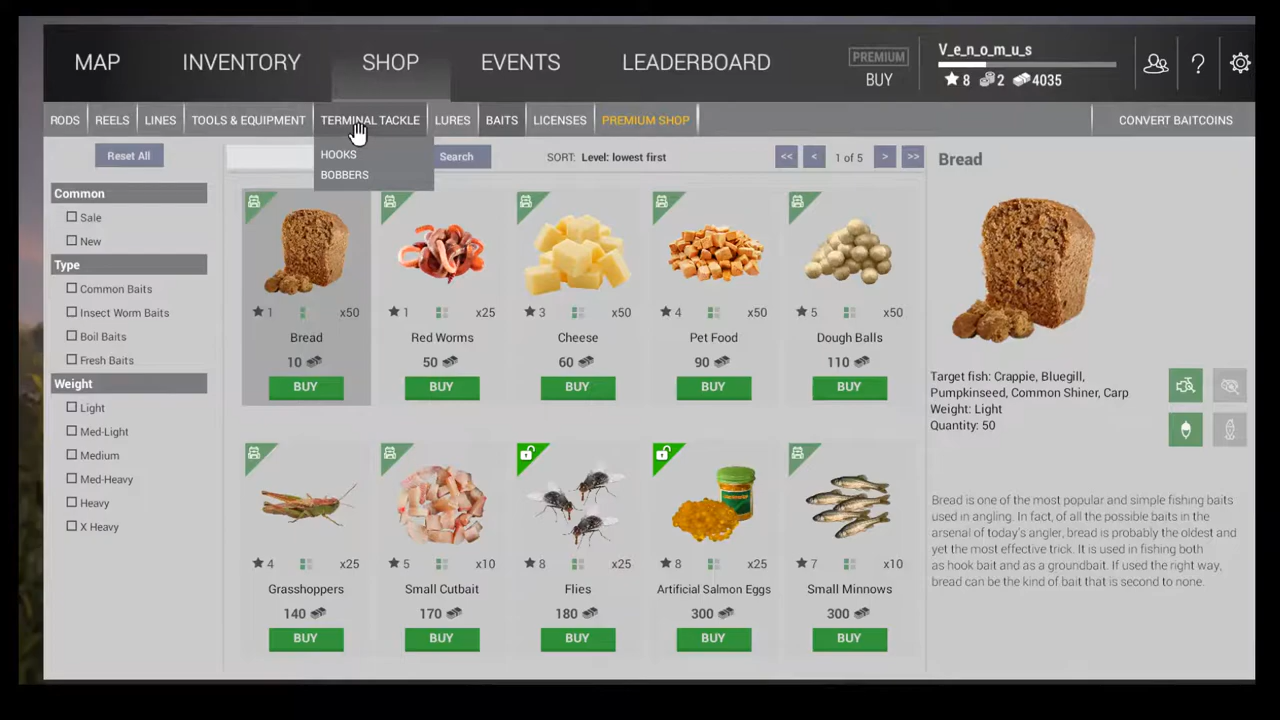 MAP
INVENTORY
SHOP
EVENTS
LEADERBOARD
PREMIUM
BUY
V_e_n_o_m_u_s
8 2 4035
?
RODS
REELS
LINES
TOOLS & EQUIPMENT
TERMINAL TACKLE
LURES
BAITS
LICENSES
PREMIUM SHOP
CONVERT BAITCOINS
HOOKS
BOBBERS
Reset All
Search
SORT: Level: lowest first
<<
<
1 of 5
>
>>
Common
Sale
New
Type
Common Baits
Insect Worm Baits
Boil Baits
Fresh Baits
Weight
Light
Med-Light
Medium
Med-Heavy
Heavy
X Heavy
1 x50
Bread
10
BUY
1 x25
Red Worms
50
BUY
3 x50
Cheese
60
BUY
4 x50
Pet Food
90
BUY
5 x50
Dough Balls
110
BUY
4 x25
Grasshoppers
140
BUY
5 x10
Small Cutbait
170
BUY
8 x25
Flies
180
BUY
8 x25
Artificial Salmon Eggs
300
BUY
7 x10
Small Minnows
300
BUY
Bread
Target fish: Crappie, Bluegill,
Pumpkinseed, Common Shiner, Carp
Weight: Light
Quantity: 50
Bread is one of the most popular and simple fishing baits
used in angling. In fact, of all the possible baits in the
arsenal of today's angler, bread is probably the oldest and
yet the most effective trick. It is used in fishing both
as hook bait and as a groundbait. If used the right way,
bread can be the kind of bait that is second to none.